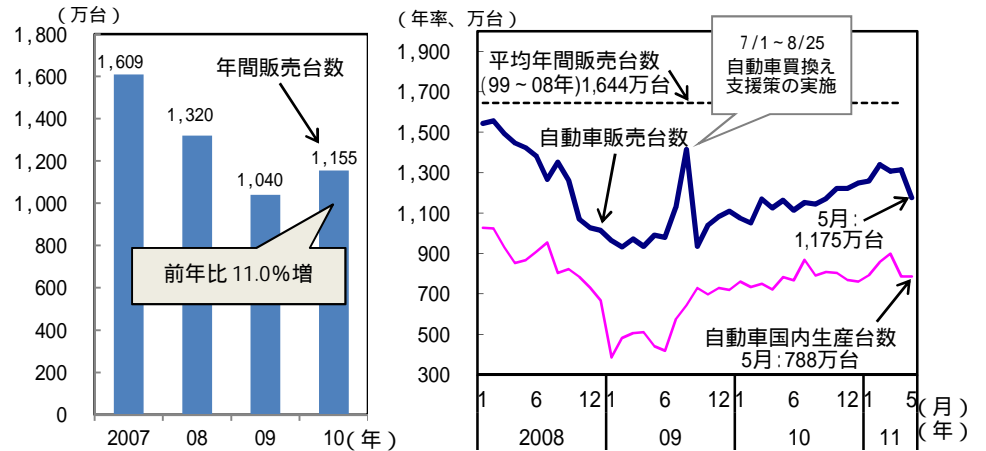 (万台)
1,800
1,600
1,400
1,200
1,000
800
600
400
200
0
1,609
1,320
1,040
1,155
年間販売台数
前年比 11.0%増
2007 08 09 10(年)
(年率、万台)
1,900
1,700
1,500
1,300
1,100
900
700
500
300
平均年間販売台数
(99~08年)1,644万台
7/1~8/25
自動車買換え
支援策の実施
自動車販売台数
5月:
1,175万台
自動車国内生産台数
5月:788万台
1 6 12 1 6 12 1 6 12 1 5(月)
2008 09 10 11 (年)